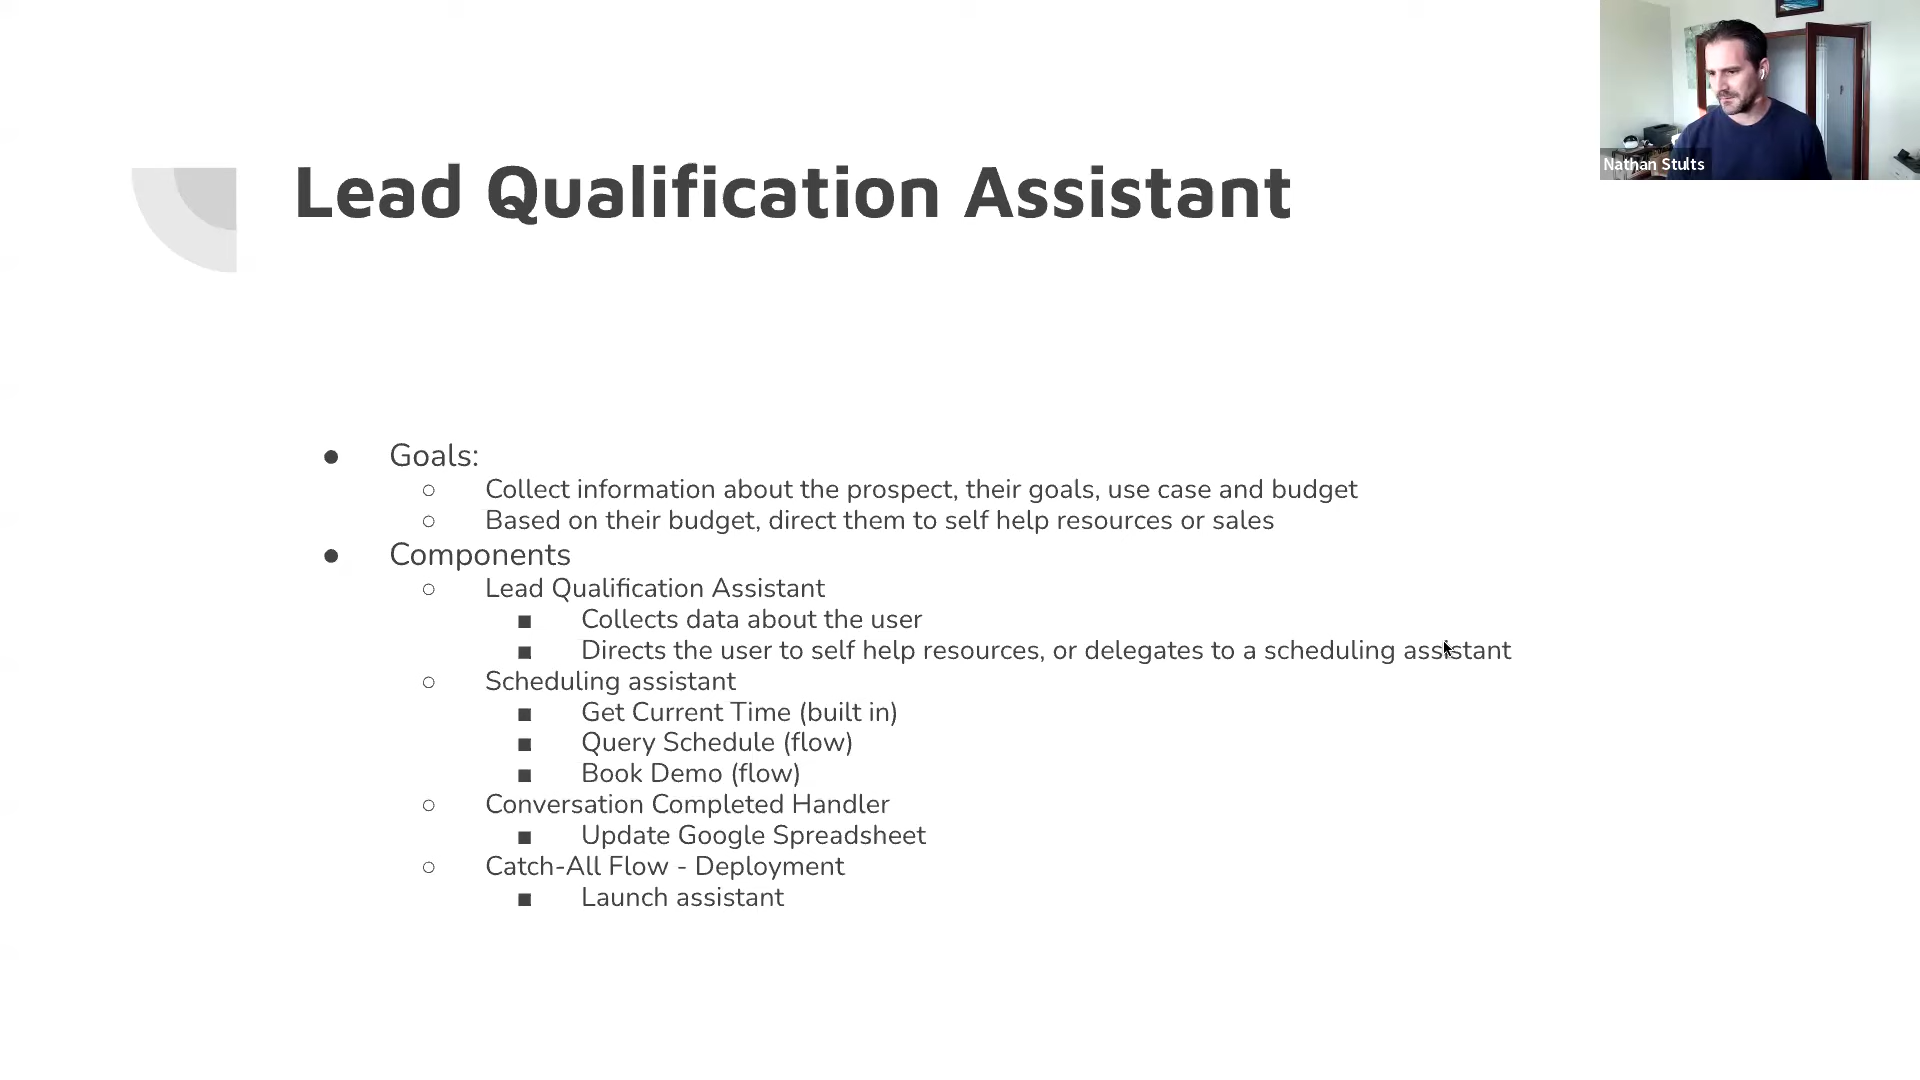 Lead Qualification Assistant
Nathan Stults
● Goals:
○ Collect information about the prospect, their goals, use case and budget
○ Based on their budget, direct them to self help resources or sales
● Components
○ Lead Qualification Assistant
■ Collects data about the user
■ Directs the user to self help resources, or delegates to a scheduling assistant
○ Scheduling assistant
■ Get Current Time (built in)
■ Query Schedule (flow)
■ Book Demo (flow)
○ Conversation Completed Handler
■ Update Google Spreadsheet
○ Catch-All Flow - Deployment
■ Launch assistant